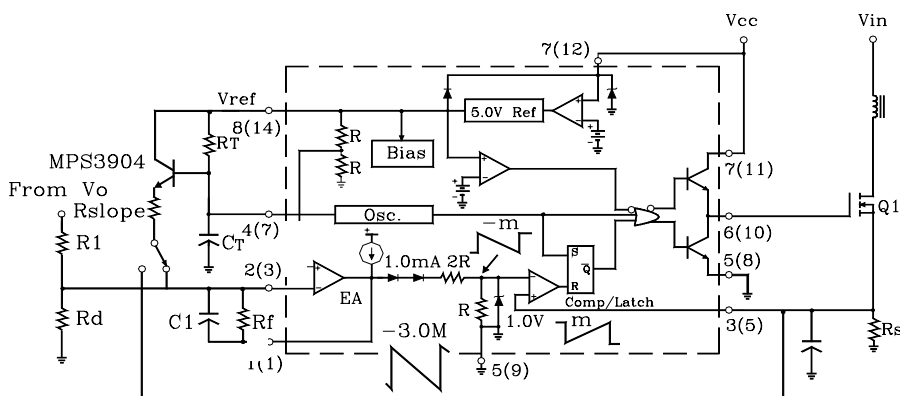 Vcc
Vin
7(12)
Vref
8(14)
5.0V Ref
RT
R
R
Bias
MPS3904
From Vo
Rslope
7(11)
Q1
4(7)
Osc.
-m
6(10)
CT
R1
2(3)
EA
1.0mA 2R
S
Q
R
5(8)
Comp/Latch
R
1.0V
m
3(5)
Rd
C1
Rf
-3.0M
Rs
1(1)
5(9)